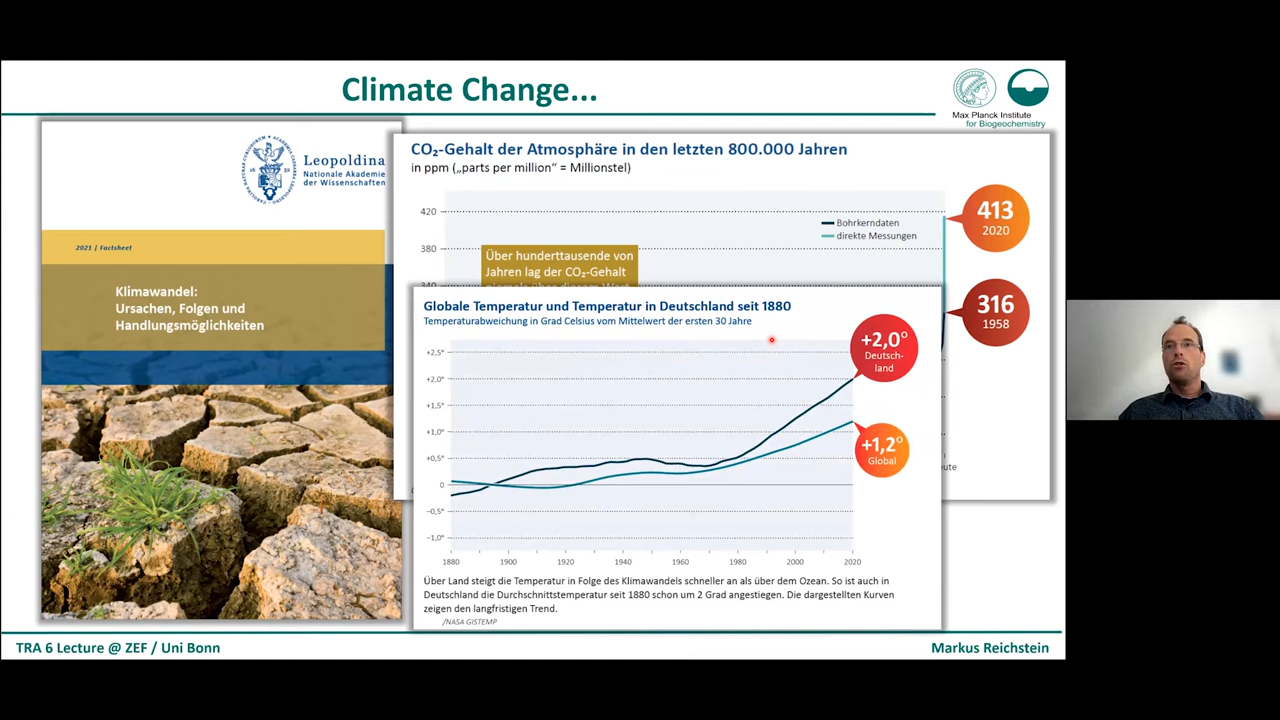 Climate Change...
Max Planck Institute
for Biogeochemistry
Leopoldina
Nationale Akademie
der Wissenschaften
2021 | Factsheet
Klimawandel:
Ursachen, Folgen und
Handlungsmöglichkeiten
CO₂-Gehalt der Atmosphäre in den letzten 800.000 Jahren
in ppm („parts per million“ = Millionstel)
420
380
340
Bohrkerndaten
direkte Messungen
413
2020
316
1958
Über hunderttausende von
Jahren lag der CO₂-Gehalt
Globale Temperatur und Temperatur in Deutschland seit 1880
Temperaturabweichung in Grad Celsius vom Mittelwert der ersten 30 Jahre
+2,5°
+2,0°
+1,5°
+1,0°
+0,5°
0
−0,5°
−1,0°
1880
1900
1920
1940
1960
1980
2000
2020
+2,0°
Deutsch-
land
+1,2°
Global
Über Land steigt die Temperatur in Folge des Klimawandels schneller an als über dem Ozean. So ist auch in
Deutschland die Durchschnittstemperatur seit 1880 schon um 2 Grad angestiegen. Die dargestellten Kurven
zeigen den langfristigen Trend.
/NASA GISTEMP
TRA 6 Lecture @ ZEF / Uni Bonn
Markus Reichstein